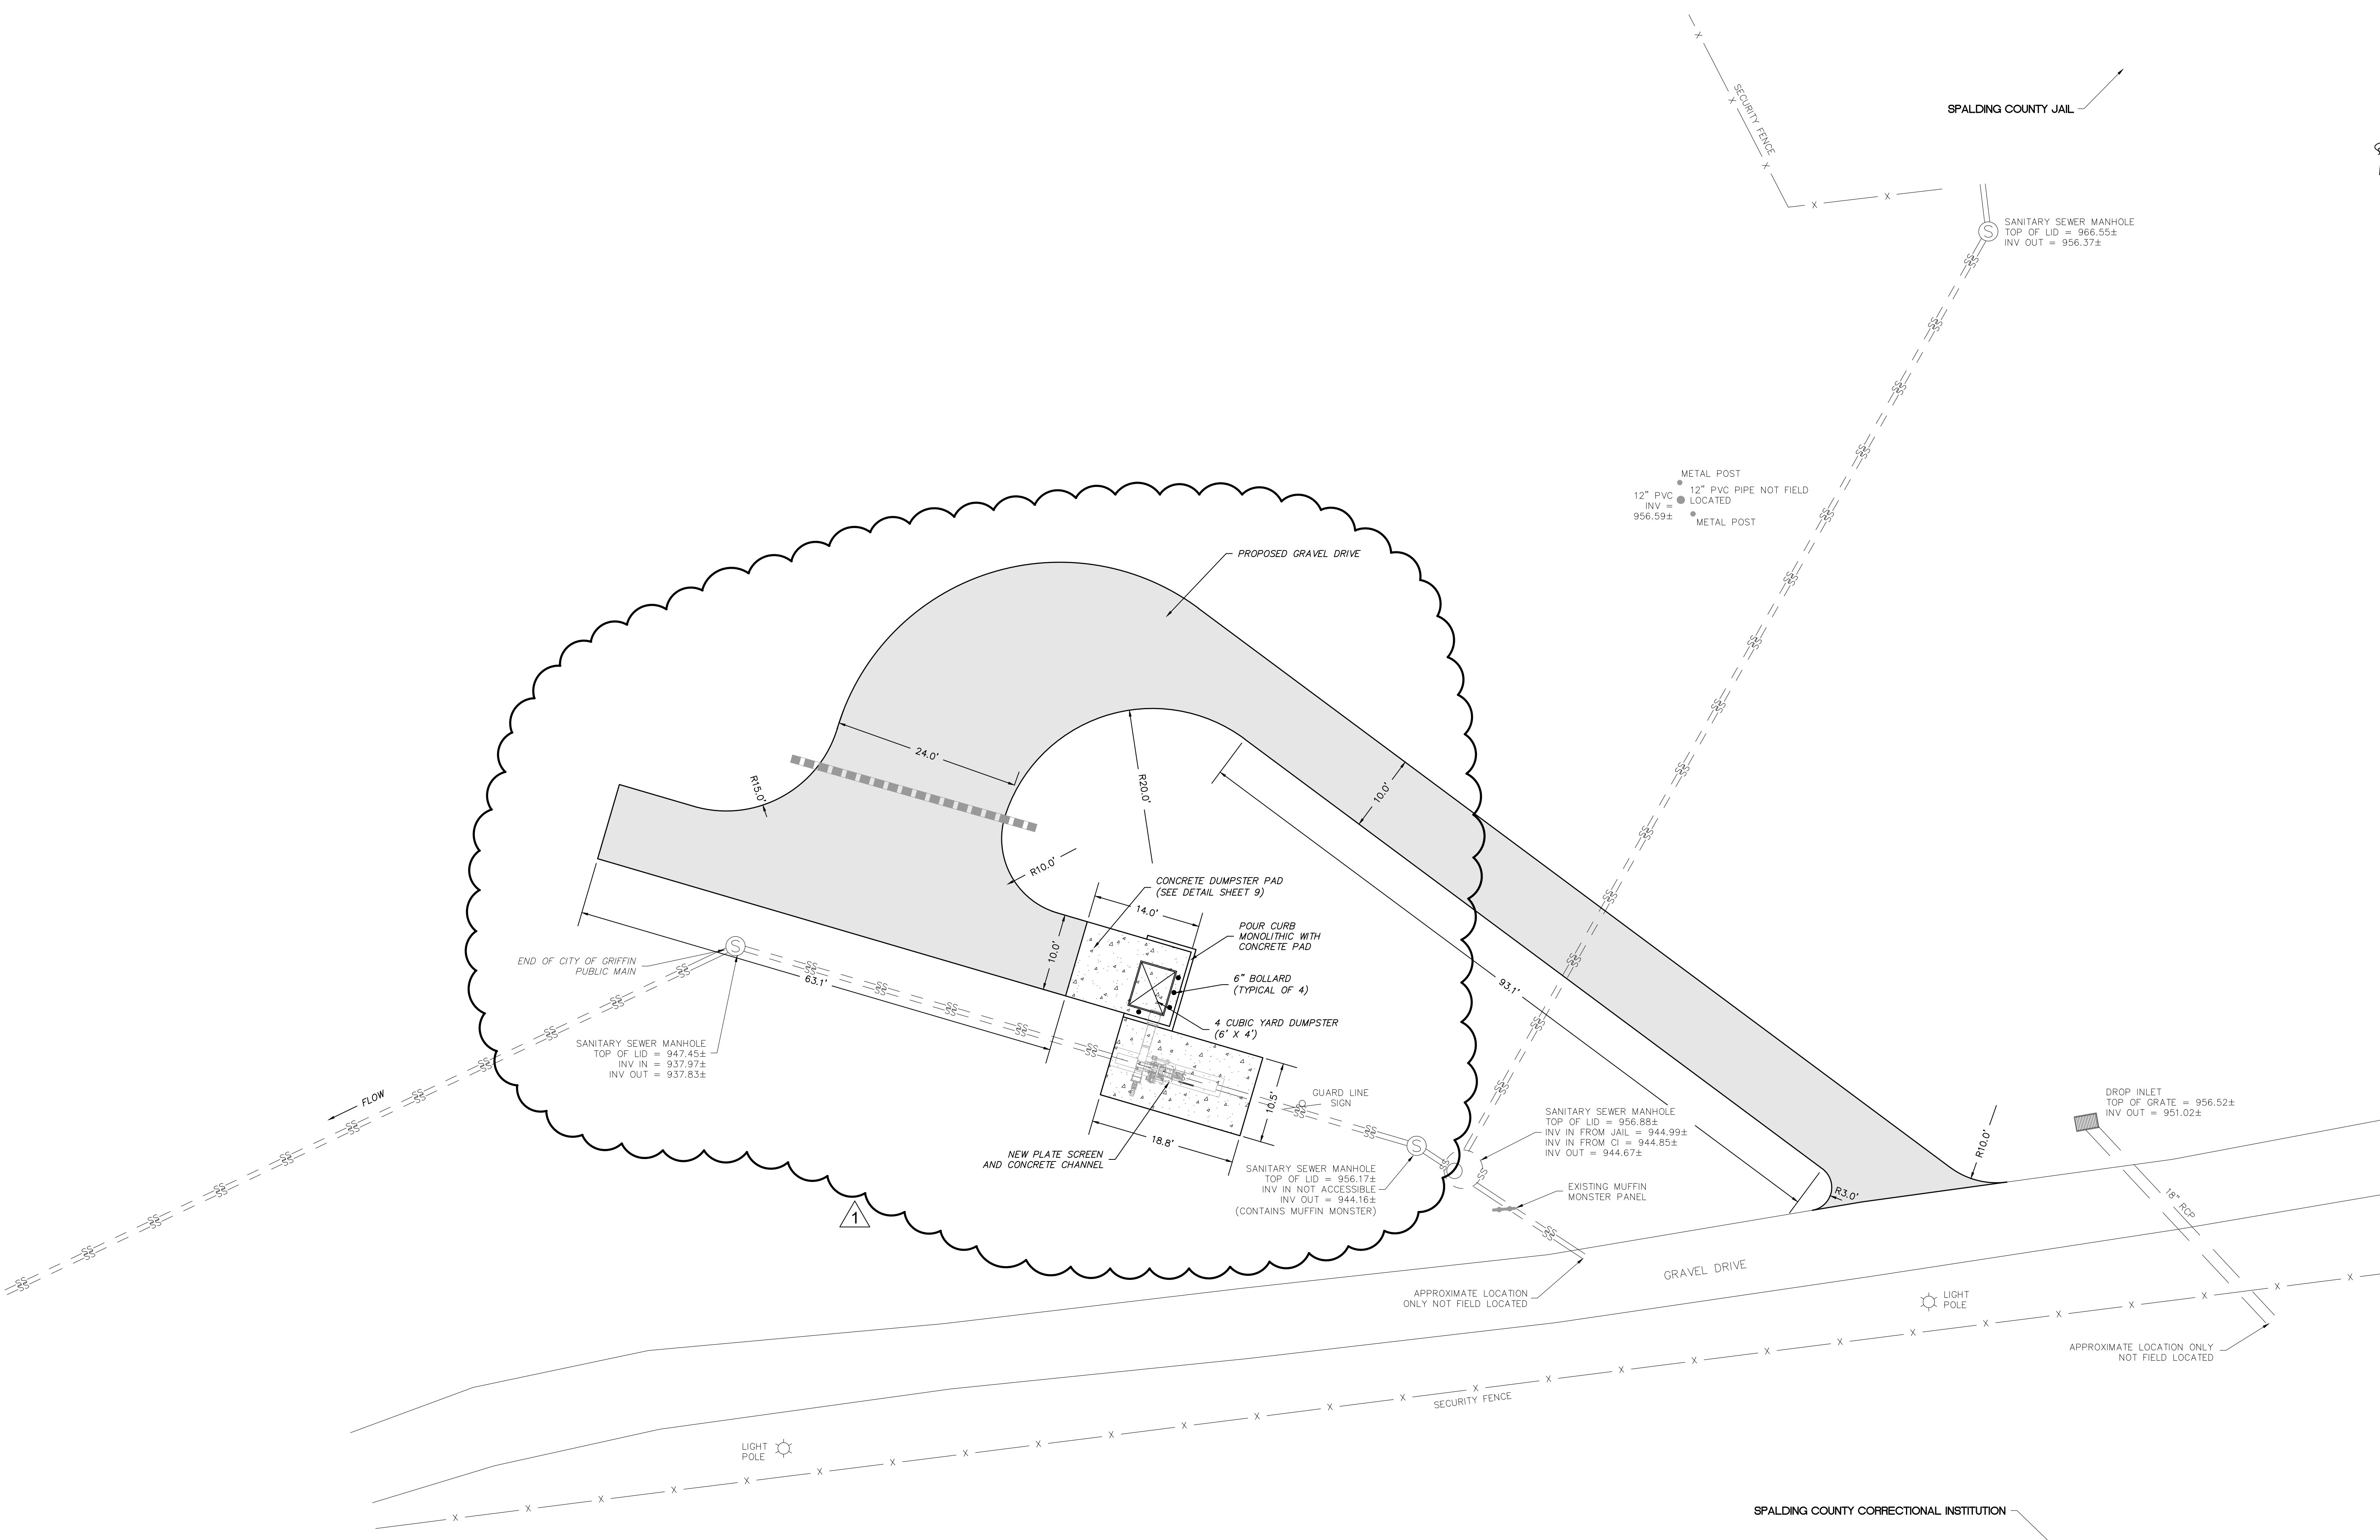 SPALDING COUNTY JAIL
SECURITY FENCE
SANITARY SEWER MANHOLE
TOP OF LID = 966.55±
INV OUT = 956.37±
METAL POST
12" PVC
INV =
956.59±
12" PVC PIPE NOT FIELD
LOCATED
METAL POST
PROPOSED GRAVEL DRIVE
24.0'
R15.0'
R20.0'
10.0'
R10.0'
CONCRETE DUMPSTER PAD
(SEE DETAIL SHEET 9)
14.0'
POUR CURB
MONOLITHIC WITH
CONCRETE PAD
10.0'
END OF CITY OF GRIFFIN
PUBLIC MAIN
63.1'
6" BOLLARD
(TYPICAL OF 4)
93.1'
4 CUBIC YARD DUMPSTER
(6' X 4')
SANITARY SEWER MANHOLE
TOP OF LID = 947.45±
INV IN = 937.97±
INV OUT = 937.83±
FLOW
GUARD LINE
SIGN
10.5'
18.8'
NEW PLATE SCREEN
AND CONCRETE CHANNEL
SANITARY SEWER MANHOLE
TOP OF LID = 956.88±
INV IN FROM JAIL = 944.99±
INV IN FROM CI = 944.85±
INV OUT = 944.67±
SANITARY SEWER MANHOLE
TOP OF LID = 956.17±
INV IN NOT ACCESSIBLE
INV OUT = 944.16±
(CONTAINS MUFFIN MONSTER)
EXISTING MUFFIN
MONSTER PANEL
R3.0'
R10.0'
DROP INLET
TOP OF GRATE = 956.52±
INV OUT = 951.02±
18" RCP
1
GRAVEL DRIVE
APPROXIMATE LOCATION
ONLY NOT FIELD LOCATED
LIGHT
POLE
APPROXIMATE LOCATION ONLY
NOT FIELD LOCATED
SECURITY FENCE
LIGHT
POLE
SPALDING COUNTY CORRECTIONAL INSTITUTION